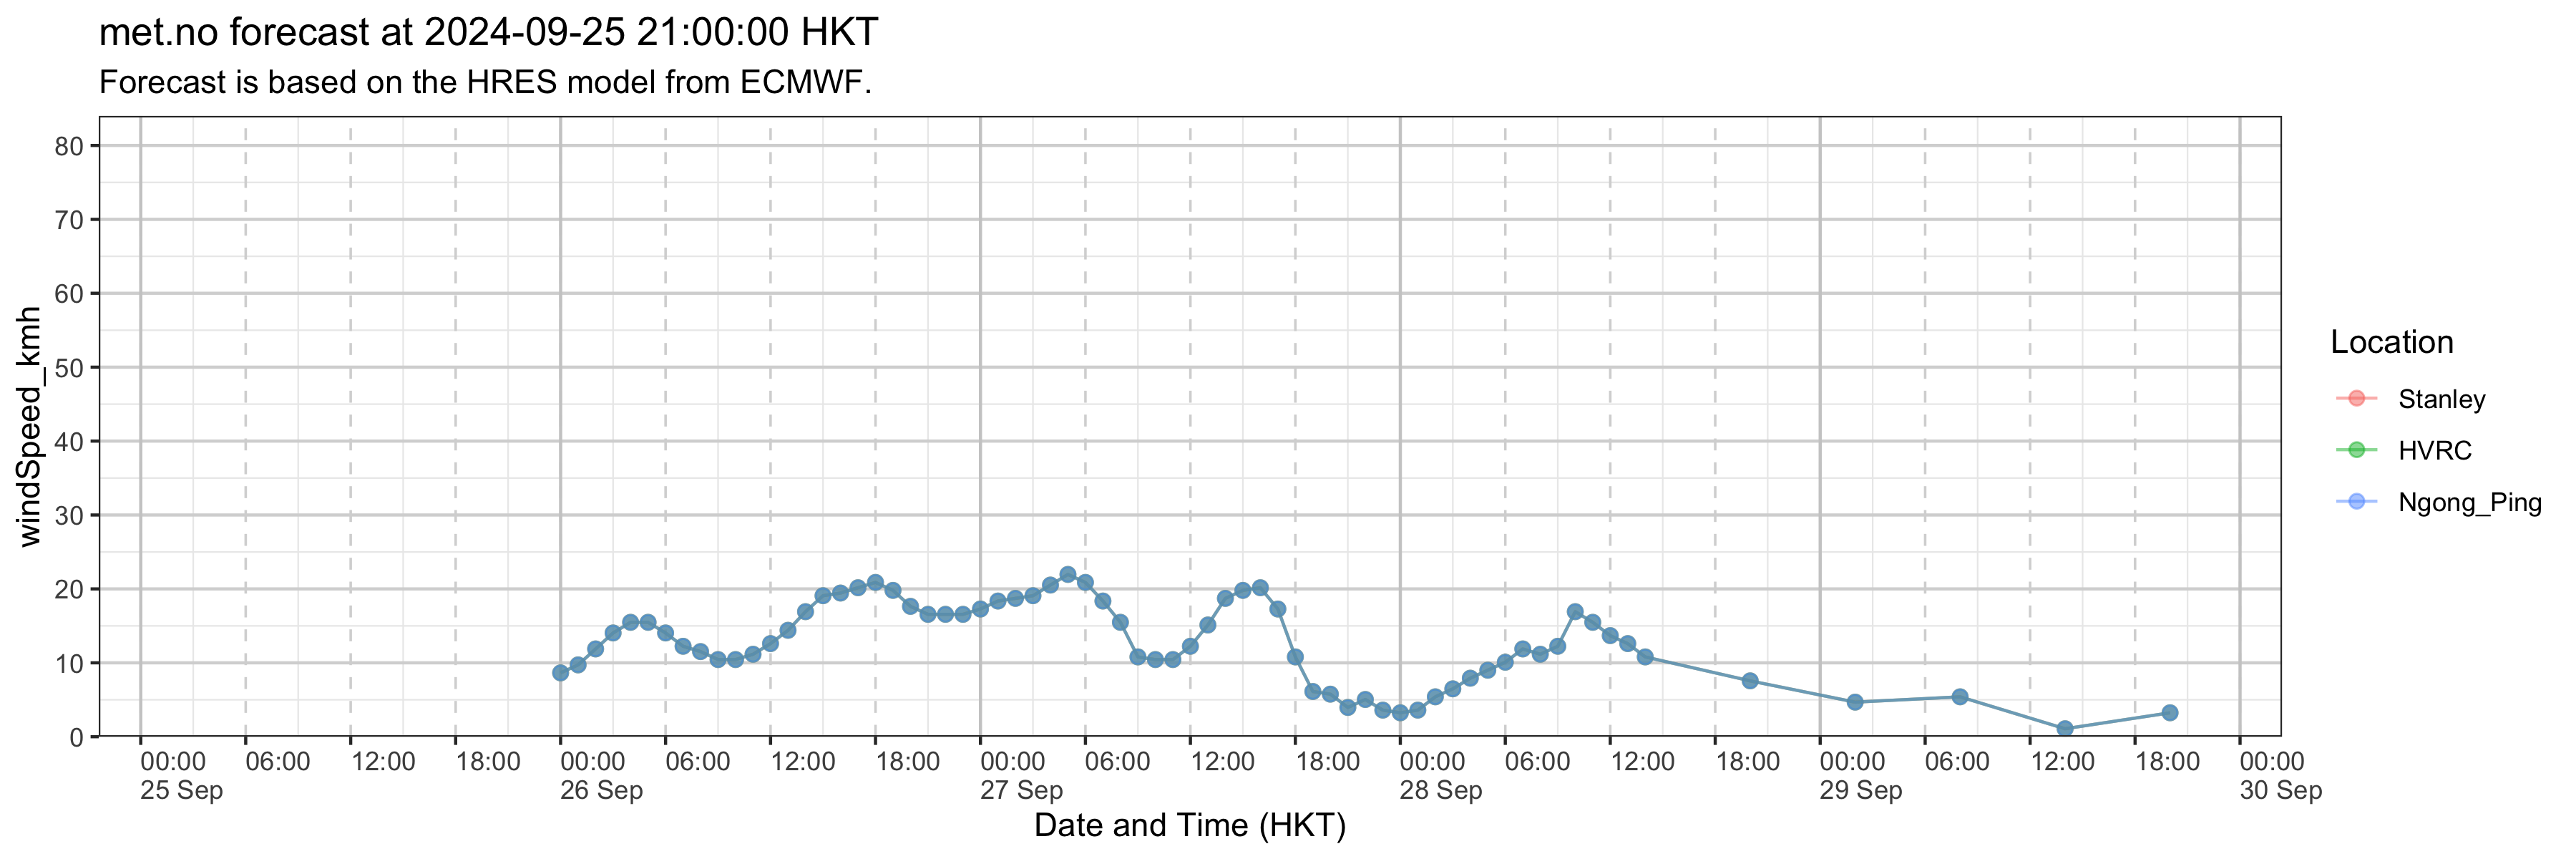 met.no forecast at 2024-09-25 21:00:00 HKT
Forecast is based on the HRES model from ECMWF.
windSpeed_kmh
80
70
60
50
40
30
20
10
0
00:00 06:00 12:00 18:00 00:00 06:00 12:00 18:00 00:00 06:00 12:00 18:00 00:00 06:00 12:00 18:00 00:00 06:00 12:00 18:00 00:00
25 Sep 26 Sep 27 Sep 28 Sep 29 Sep 30 Sep
Date and Time (HKT)
Location
Stanley
HVRC
Ngong_Ping